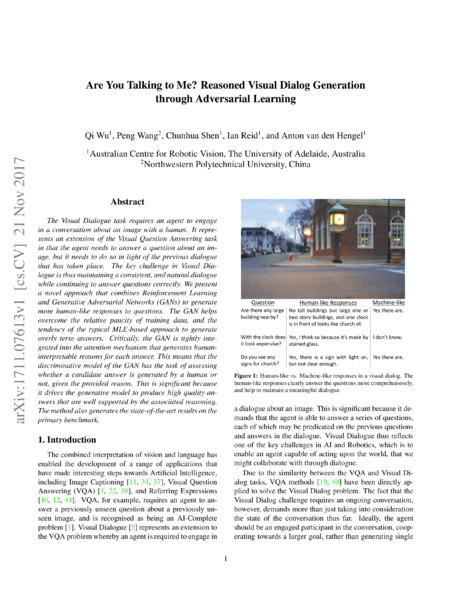 Are You Talking to Me? Reasoned Visual Dialog Generation
through Adversarial Learning
Qi Wu1, Peng Wang2, Chunhua Shen1, Ian Reid1, and Anton van den Hengel1
1Australian Centre for Robotic Vision, The University of Adelaide, Australia
2Northwestern Polytechnical University, China
arXiv:1711.07613v1 [cs.CV] 21 Nov 2017
Abstract
The Visual Dialogue task requires an agent to engage
in a conversation about an image with a human. It rep-
resents an extension of the Visual Question Answering task
in that the agent needs to answer a question about an im-
age, but it needs to do so in light of the previous dialogue
that has taken place. The key challenge in Visual Dia-
logue is thus maintaining a consistent, and natural dialogue
while continuing to answer questions correctly. We present
a novel approach that combines Reinforcement Learning
and Generative Adversarial Networks (GANs) to generate
more human-like responses to questions. The GAN helps
overcome the relative paucity of training data, and the
tendency of the typical MLE-based approach to generate
overly terse answers. Critically, the GAN is tightly inte-
grated into the attention mechanism that generates human-
interpretable reasons for each answer. This means that the
discriminative model of the GAN has the task of assessing
whether a candidate answer is generated by a human or
not, given the provided reason. This is significant because
it drives the generative model to produce high quality an-
swers that are well supported by the associated reasoning.
The method also generates the state-of-the-art results on the
primary benchmark.
1. Introduction
The combined interpretation of vision and language has
enabled the development of a range of applications that
have made interesting steps towards Artificial Intelligence,
including Image Captioning [11, 34, 37], Visual Question
Answering (VQA) [1, 22, 38], and Referring Expressions
[10, 12, 41]. VQA, for example, requires an agent to an-
swer a previously unseen question about a previously un-
seen image, and is recognised as being an AI-Complete
problem [1]. Visual Dialogue [5] represents an extension to
the VQA problem whereby an agent is required to engage in
Question Human-like Responses Machine-like
Are there any large No tall buildings but large one or Yes there are.
building nearby? two story buildings, and one clock
is in front of looks like church of.
With the clock does Yes, I think so because it's made by I don't know.
it look expensive? stained glass.
Do you see any Yes, there is a sign with light on, Yes there are.
signs for church? but not clear enough.
Figure 1: Human-like vs. Machine-like responses in a visual dialog. The
human-like responses clearly answer the questions more comprehensively,
and help to maintain a meaningful dialogue.
a dialogue about an image. This is significant because it de-
mands that the agent is able to answer a series of questions,
each of which may be predicated on the previous questions
and answers in the dialogue. Visual Dialogue thus reflects
one of the key challenges in AI and Robotics, which is to
enable an agent capable of acting upon the world, that we
might collaborate with through dialogue.
Due to the similarity between the VQA and Visual Di-
alog tasks, VQA methods [19, 40] have been directly ap-
plied to solve the Visual Dialog problem. The fact that the
Visual Dialog challenge requires an ongoing conversation,
however, demands more than just taking into consideration
the state of the conversation thus far. Ideally, the agent
should be an engaged participant in the conversation, coop-
erating towards a larger goal, rather than generating single
1